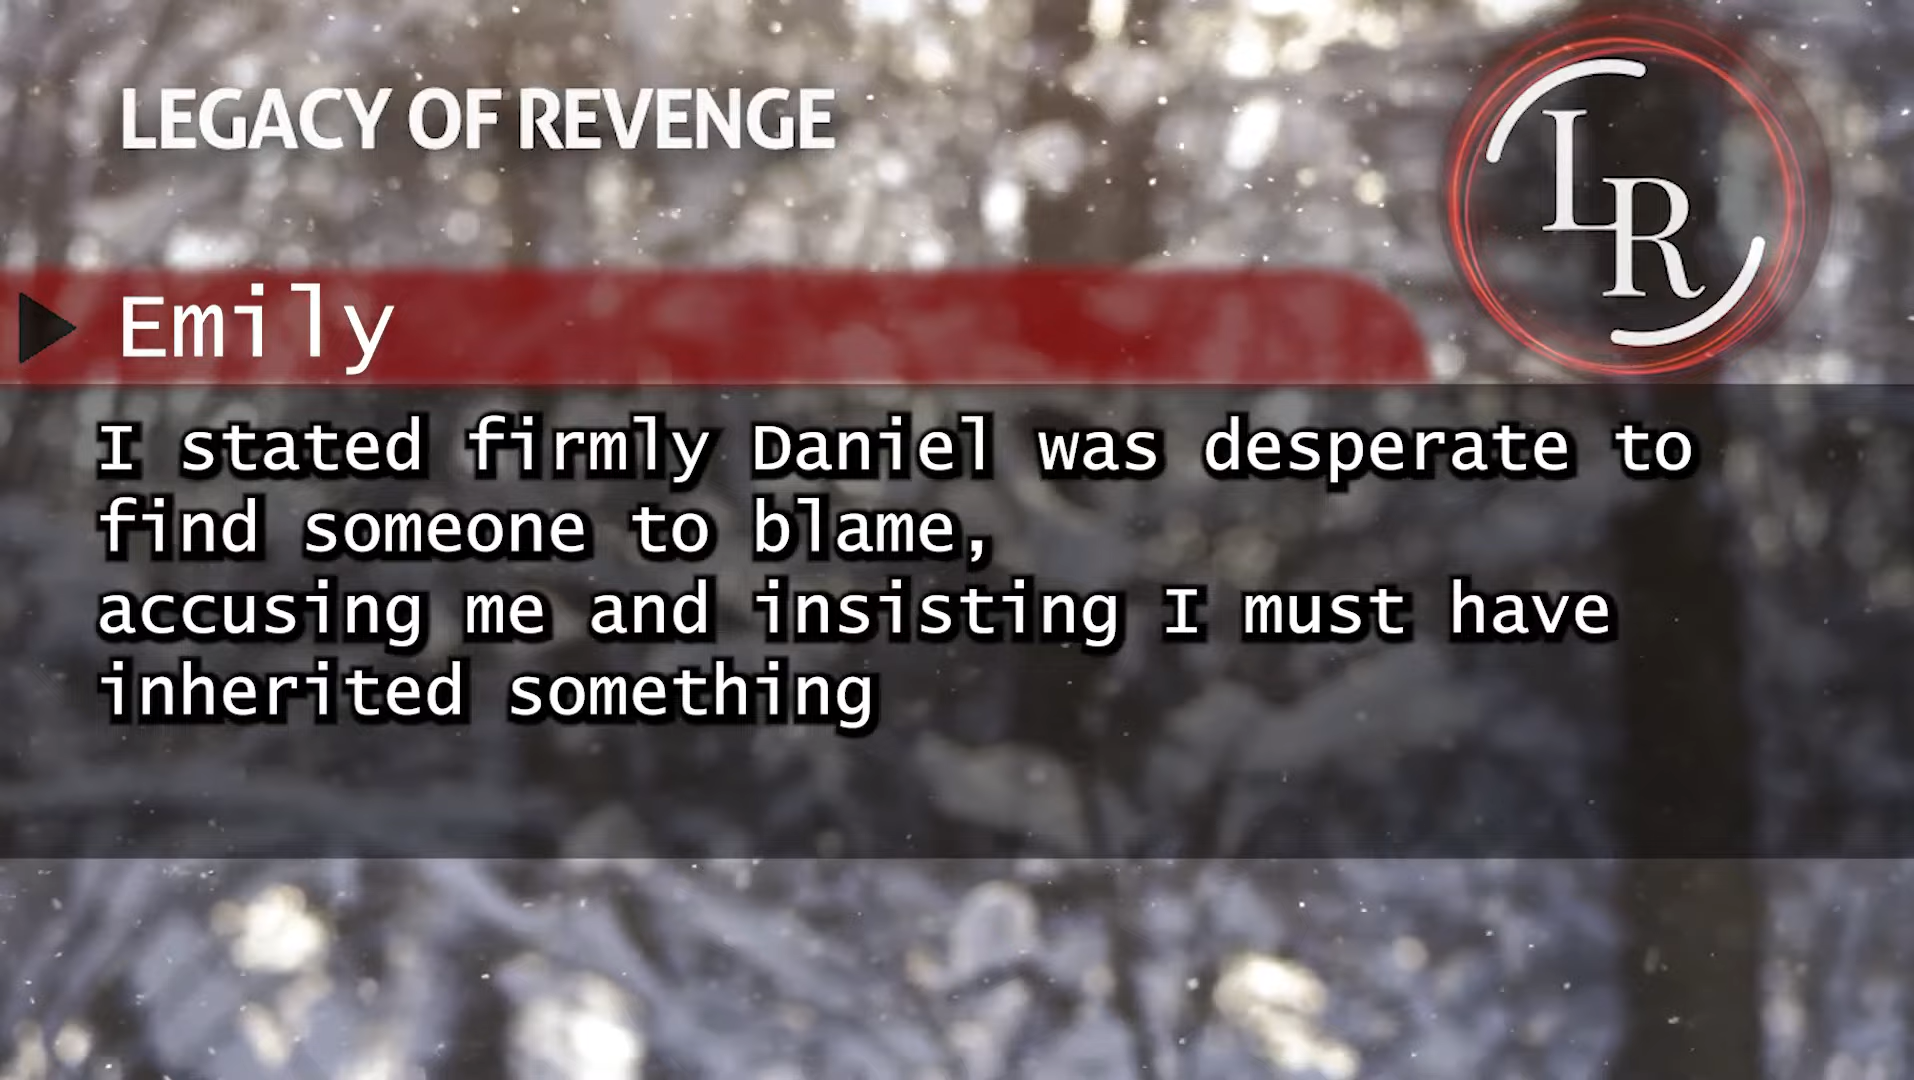 LEGACY OF REVENGE
LR
Emily
I stated firmly Daniel was desperate to
find someone to blame,
accusing me and insisting I must have
inherited something